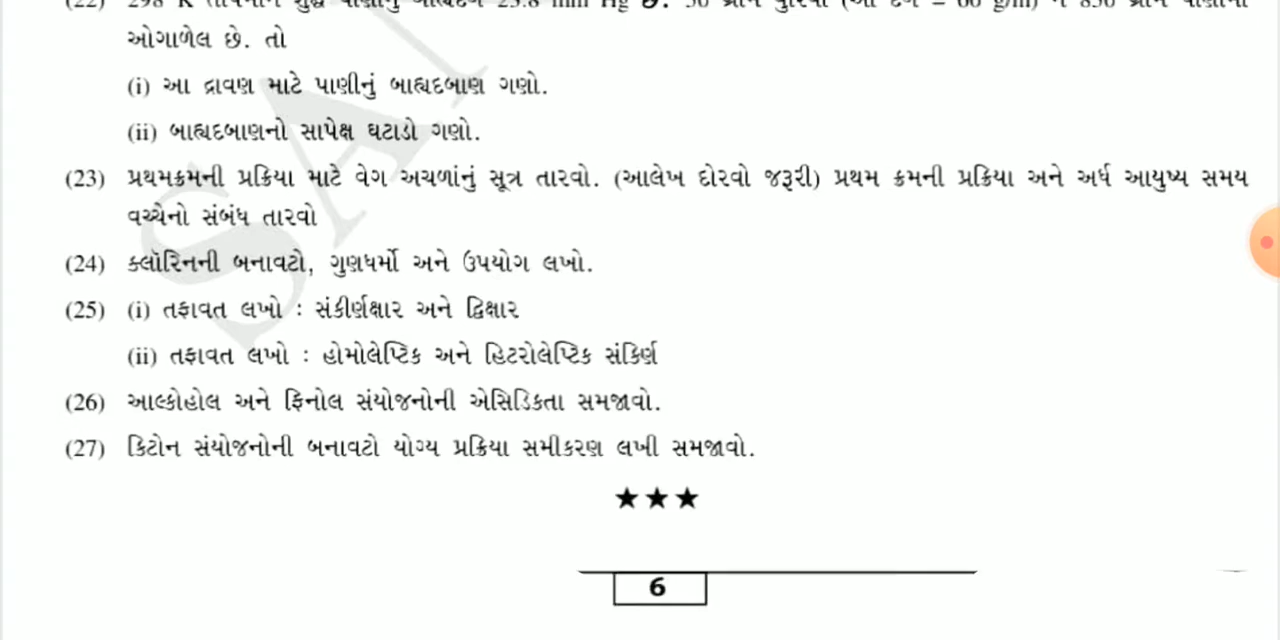 ઓગાળેલ છે. તો
(i) આ દ્રાવણ માટે પાણીનું બાષ્પદબાણ ગણો.
(ii) બાષ્પદબાણનો સાપેક્ષ ઘટાડો ગણો.
(23) પ્રથમક્રમની પ્રક્રિયા માટે વેગ અચળાંનું સૂત્ર તારવો. (આલેખ દોરવો જરૂરી) પ્રથમ ક્રમની પ્રક્રિયા અને અર્ધ આયુષ્ય સમય
વચ્ચેનો સંબંધ તારવો
(24) ક્લૉરિનની બનાવટો, ગુણધર્મો અને ઉપયોગ લખો.
(25) (i) તફાવત લખો : સંકીર્ણક્ષાર અને દ્વિક્ષાર
(ii) તફાવત લખો : હોમોલેપ્ટિક અને હિટરોલેપ્ટિક સંકિર્ણ
(26) આલ્કોહોલ અને ફિનોલ સંયોજનોની એસિડિકતા સમજાવો.
(27) કિટોન સંયોજનોની બનાવટો યોગ્ય પ્રક્રિયા સમીકરણ લખી સમજાવો.
★★★
6